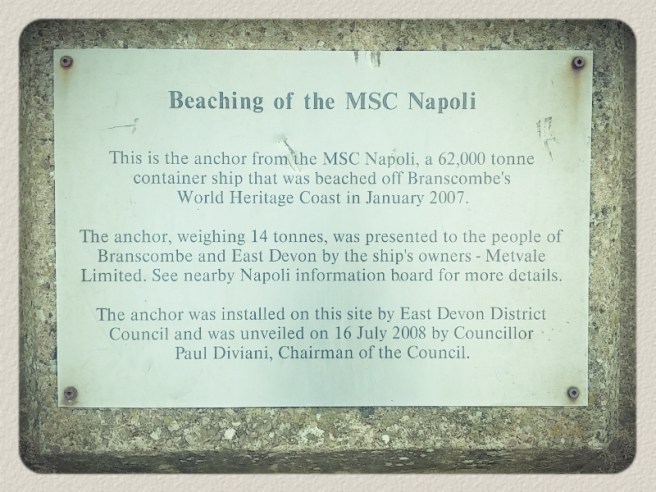 Beaching of the MSC Napoli
This is the anchor from the MSC Napoli, a 62,000 tonne
container ship that was beached off Branscombe's
World Heritage Coast in January 2007.
The anchor, weighing 14 tonnes, was presented to the people of
Branscombe and East Devon by the ship's owners - Metvale
Limited. See nearby Napoli information board for more details.
The anchor was installed on this site by East Devon District
Council and was unveiled on 16 July 2008 by Councillor
Paul Diviani, Chairman of the Council.